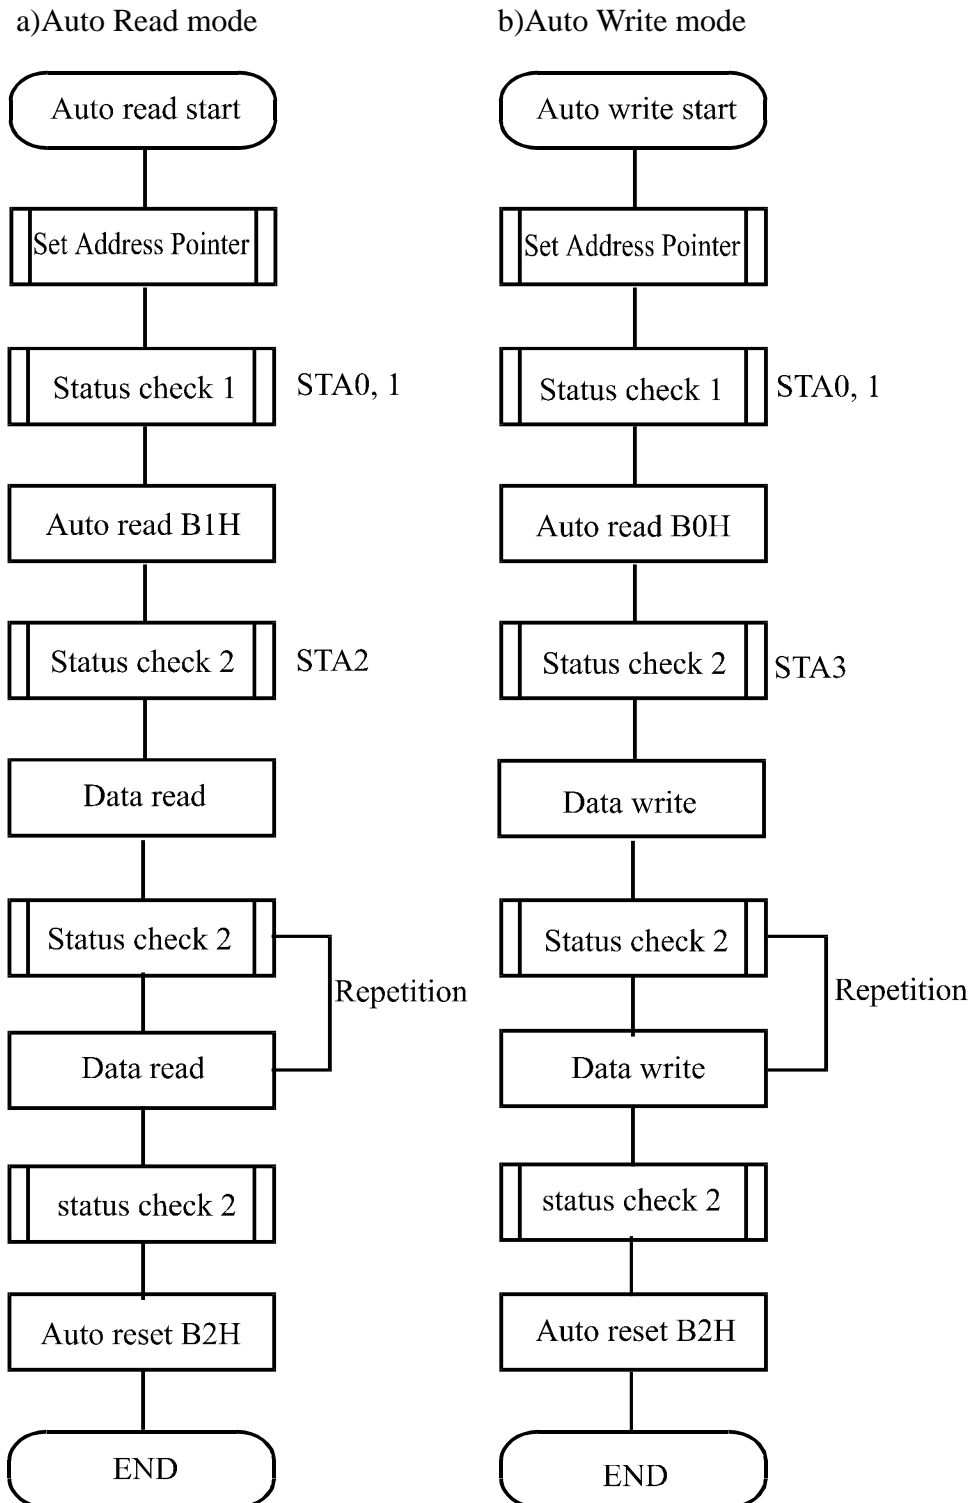 a)Auto Read mode
Auto read start
Set Address Pointer
Status check 1
STA0, 1
Auto read B1H
Status check 2
STA2
Data read
Status check 2
Repetition
Data read
status check 2
Auto reset B2H
END
b)Auto Write mode
Auto write start
Set Address Pointer
Status check 1
STA0, 1
Auto read B0H
Status check 2
STA3
Data write
Status check 2
Repetition
Data write
status check 2
Auto reset B2H
END